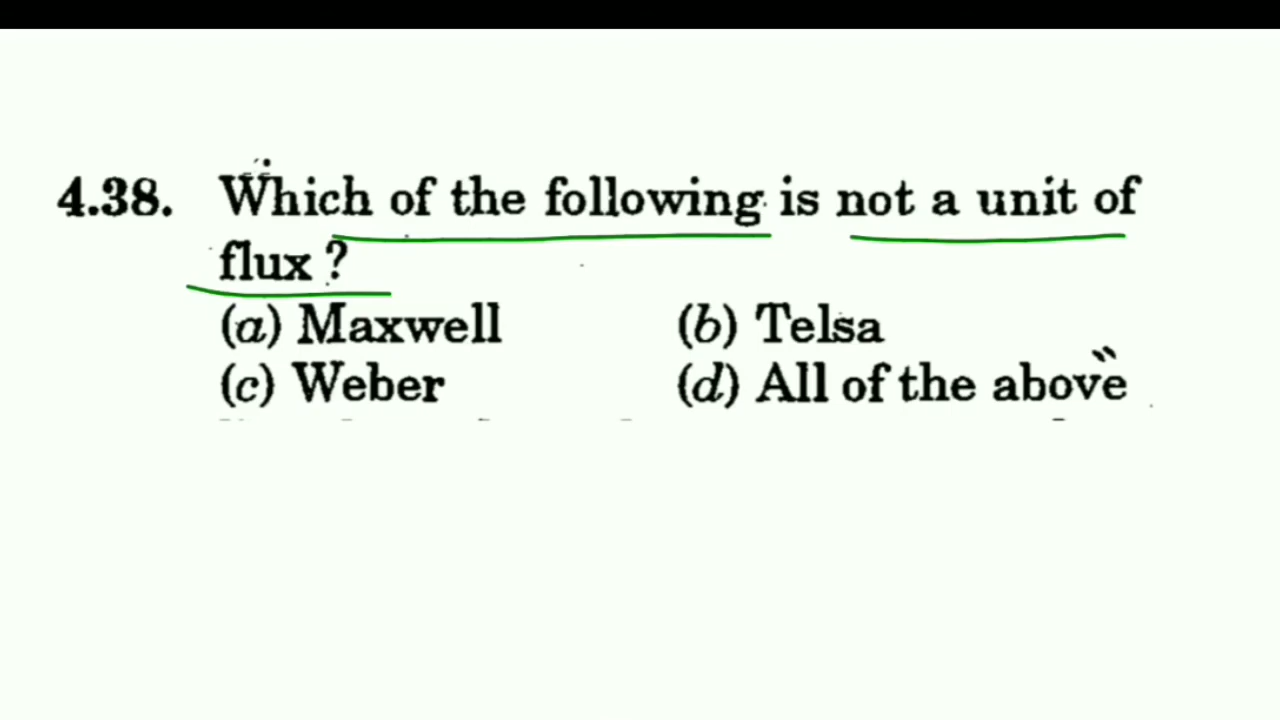 4.38. Which of the following is not a unit of
flux ?
(a) Maxwell (b) Telsa
(c) Weber (d) All of the above